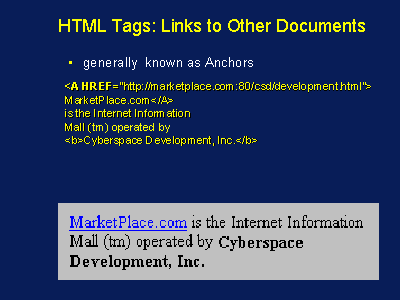 HTML Tags: Links to Other Documents
• generally known as Anchors
<A HREF="http://marketplace.com:80/csd/development.html">
MarketPlace.com</A>
is the Internet Information
Mall (tm) operated by
<b>Cyberspace Development, Inc.</b>
MarketPlace.com is the Internet Information
Mall (tm) operated by Cyberspace
Development, Inc.